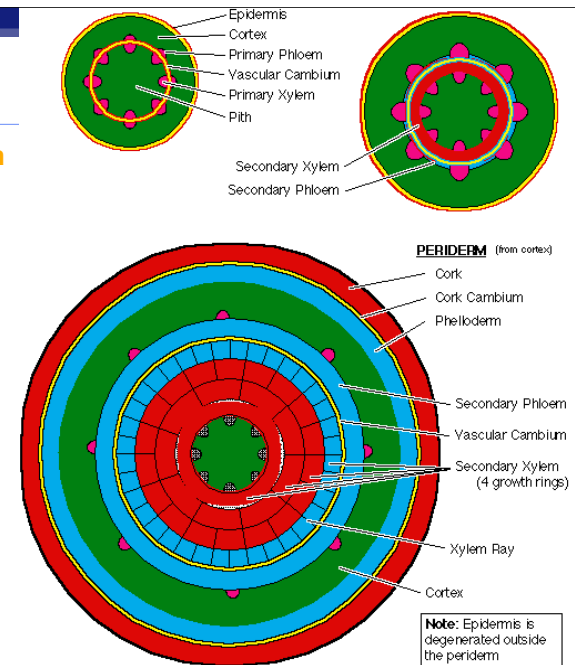 Epidermis
Cortex
Primary Phloem
Vascular Cambium
Primary Xylem
Pith
Secondary Xylem
Secondary Phloem
PERIDERM (from cortex)
Cork
Cork Cambium
Phelloderm
Secondary Phloem
Vascular Cambium
Secondary Xylem
(4 growth rings)
Xylem Ray
Cortex
Note: Epidermis is
degenerated outside
the periderm